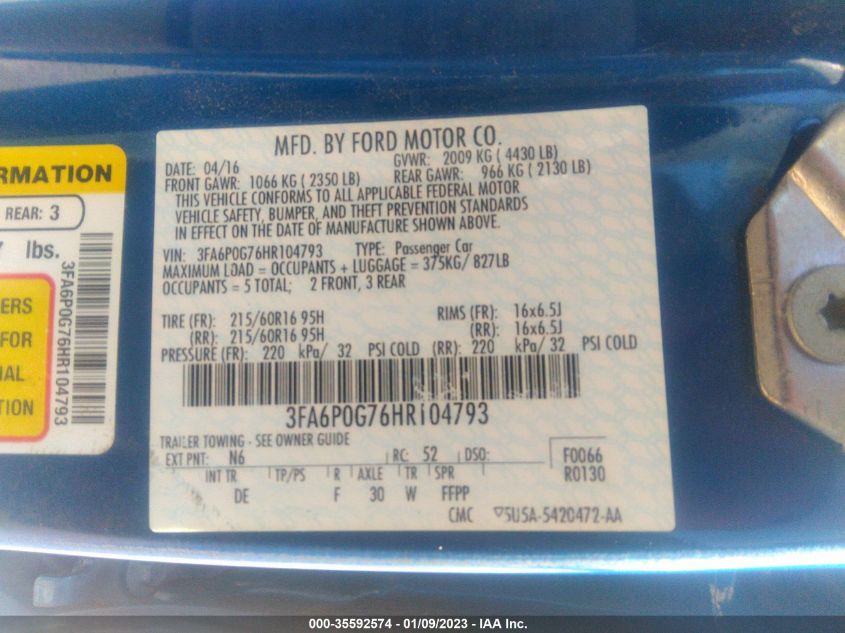 RMATION
REAR: 3
7 lbs.
ERS
FOR
IAL
ION
3FA6P0G76HR104793
MFD. BY FORD MOTOR CO.
DATE: 04/16 GVWR: 2009 KG ( 4430 LB)
FRONT GAWR: 1066 KG ( 2350 LB) REAR GAWR: 966 KG ( 2130 LB)
THIS VEHICLE CONFORMS TO ALL APPLICABLE FEDERAL MOTOR
VEHICLE SAFETY, BUMPER, AND THEFT PREVENTION STANDARDS
IN EFFECT ON THE DATE OF MANUFACTURE SHOWN ABOVE.
VIN: 3FA6P0G76HR104793 TYPE: Passenger Car
MAXIMUM LOAD = OCCUPANTS + LUGGAGE = 375KG/ 827LB
OCCUPANTS = 5 TOTAL; 2 FRONT, 3 REAR
TIRE (FR): 215/60R16 95H RIMS (FR): 16x6.5J
(RR): 215/60R16 95H (RR): 16x6.5J
PRESSURE (FR): 220 kPa/ 32 PSI COLD (RR): 220 kPa/ 32 PSI COLD
3FA6P0G76HR104793
TRAILER TOWING - SEE OWNER GUIDE
EXT PNT: N6 RC: 52 DSO: F0066
INT TR TP/PS R AXLE TR SPR R0130
DE F 30 W FFPP
CMC 5U5A-5420472-AA
000-35592574 / 01/09/2023 - IAA Inc.